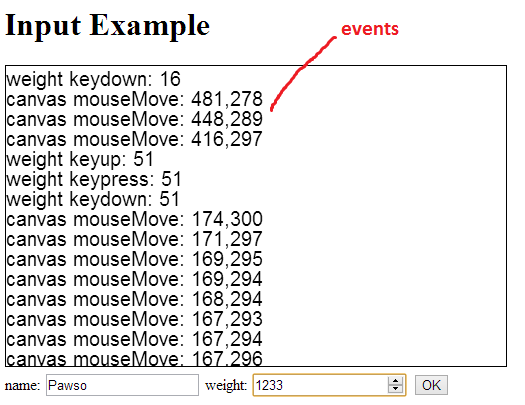 Input Example
events
weight keydown: 16
canvas mouseMove: 481,278
canvas mouseMove: 448,289
canvas mouseMove: 416,297
weight keyup: 51
weight keypress: 51
weight keydown: 51
canvas mouseMove: 174,300
canvas mouseMove: 171,297
canvas mouseMove: 169,295
canvas mouseMove: 169,294
canvas mouseMove: 168,294
canvas mouseMove: 167,293
canvas mouseMove: 167,294
canvas mouseMove: 167,296
name: Pawso weight: 1233 OK